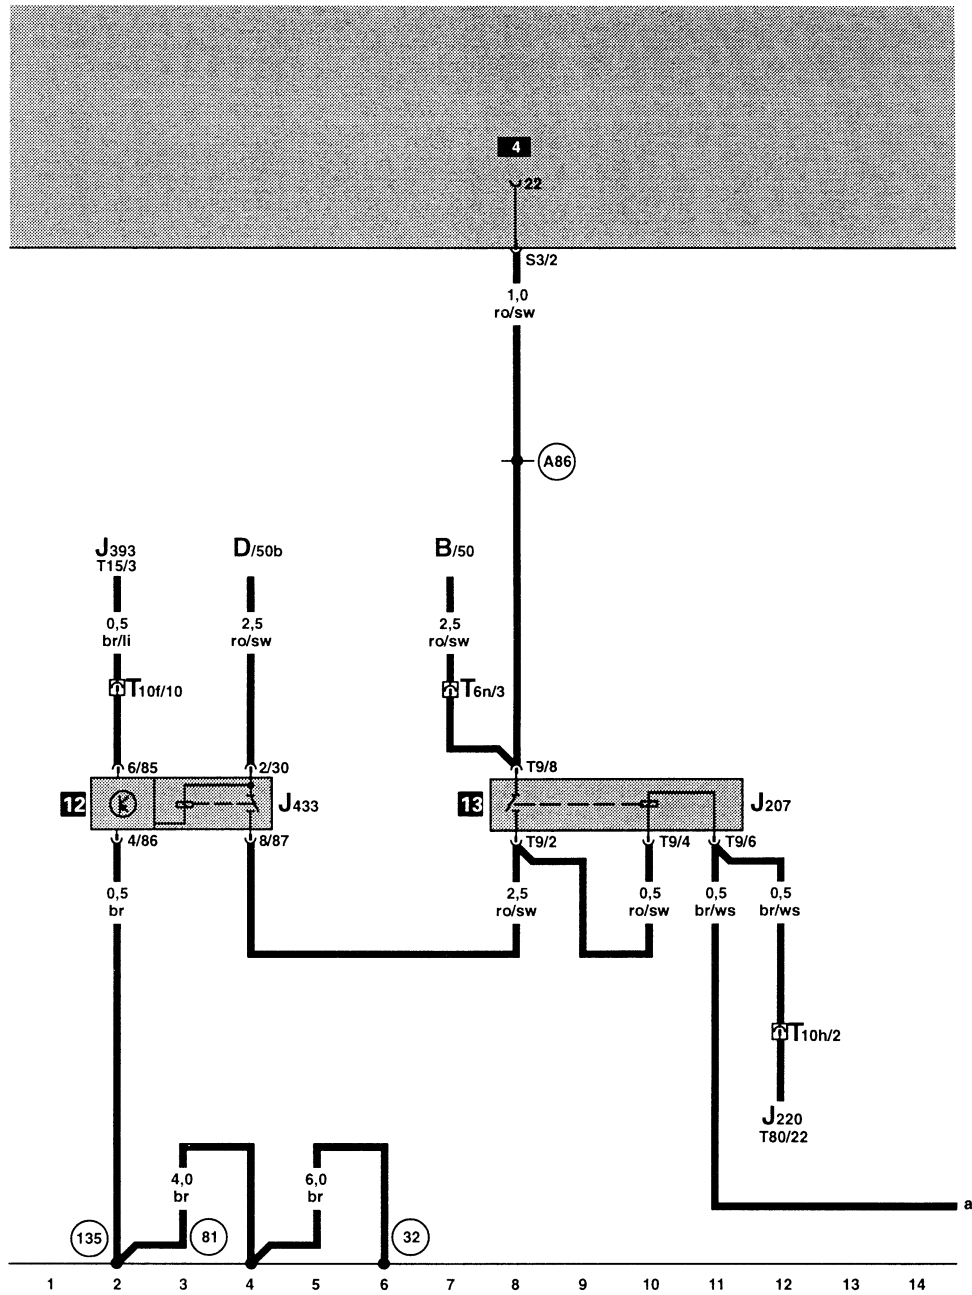 4
22
S3/2
1,0
ro/sw
A86
J393
T15/3
D/50b
B/50
0,5
br/li
2,5
ro/sw
2,5
ro/sw
T10f/10
T6n/3
6/85
2/30
T9/8
12
J433
13
J207
4/86
8/87
T9/2
T9/4
T9/6
0,5
br
2,5
ro/sw
0,5
ro/sw
0,5
br/ws
0,5
br/ws
T10h/2
J220
T80/22
4,0
br
6,0
br
a
135
81
32
1 2 3 4 5 6 7 8 9 10 11 12 13 14